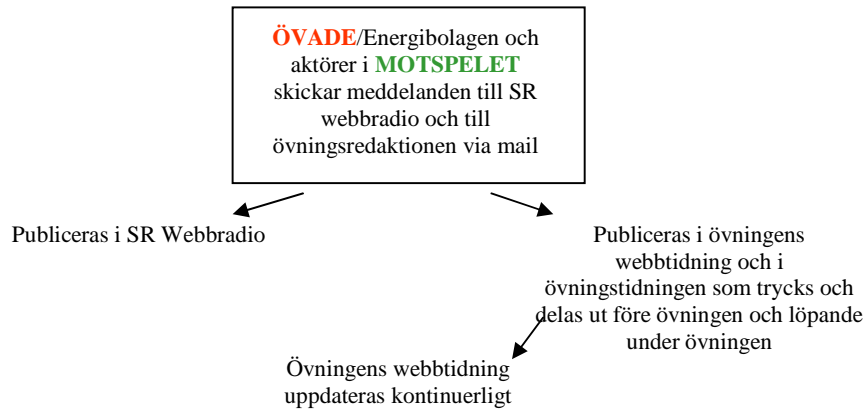 ÖVADE/Energibolagen och
aktörer i MOTSPELET
skickar meddelanden till SR
webbradio och till
övningsredaktionen via mail
Publiceras i SR Webbradio
Publiceras i övningens
webbtidning och i
övningstidningen som trycks och
delas ut före övningen och löpande
under övningen
Övningens webbtidning
uppdateras kontinuerligt